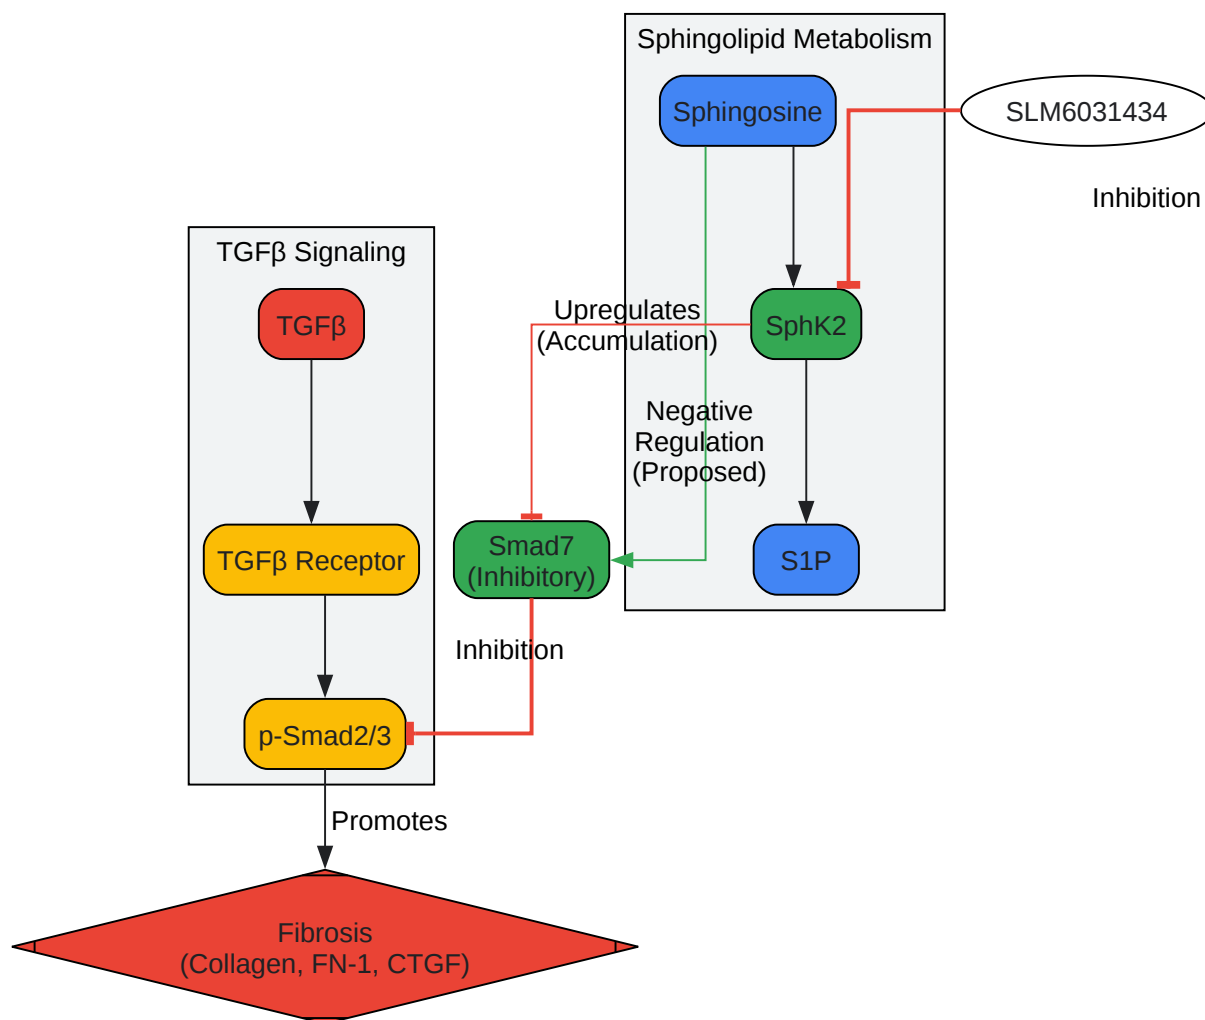 Sphingolipid Metabolism
Sphingosine
SLM6031434
Inhibition
TGFβ Signaling
TGFβ
Upregulates
(Accumulation)
SphK2
Negative
Regulation
(Proposed)
TGFβ Receptor
Smad7
(Inhibitory)
S1P
Inhibition
p-Smad2/3
Promotes
Fibrosis
(Collagen, FN-1, CTGF)